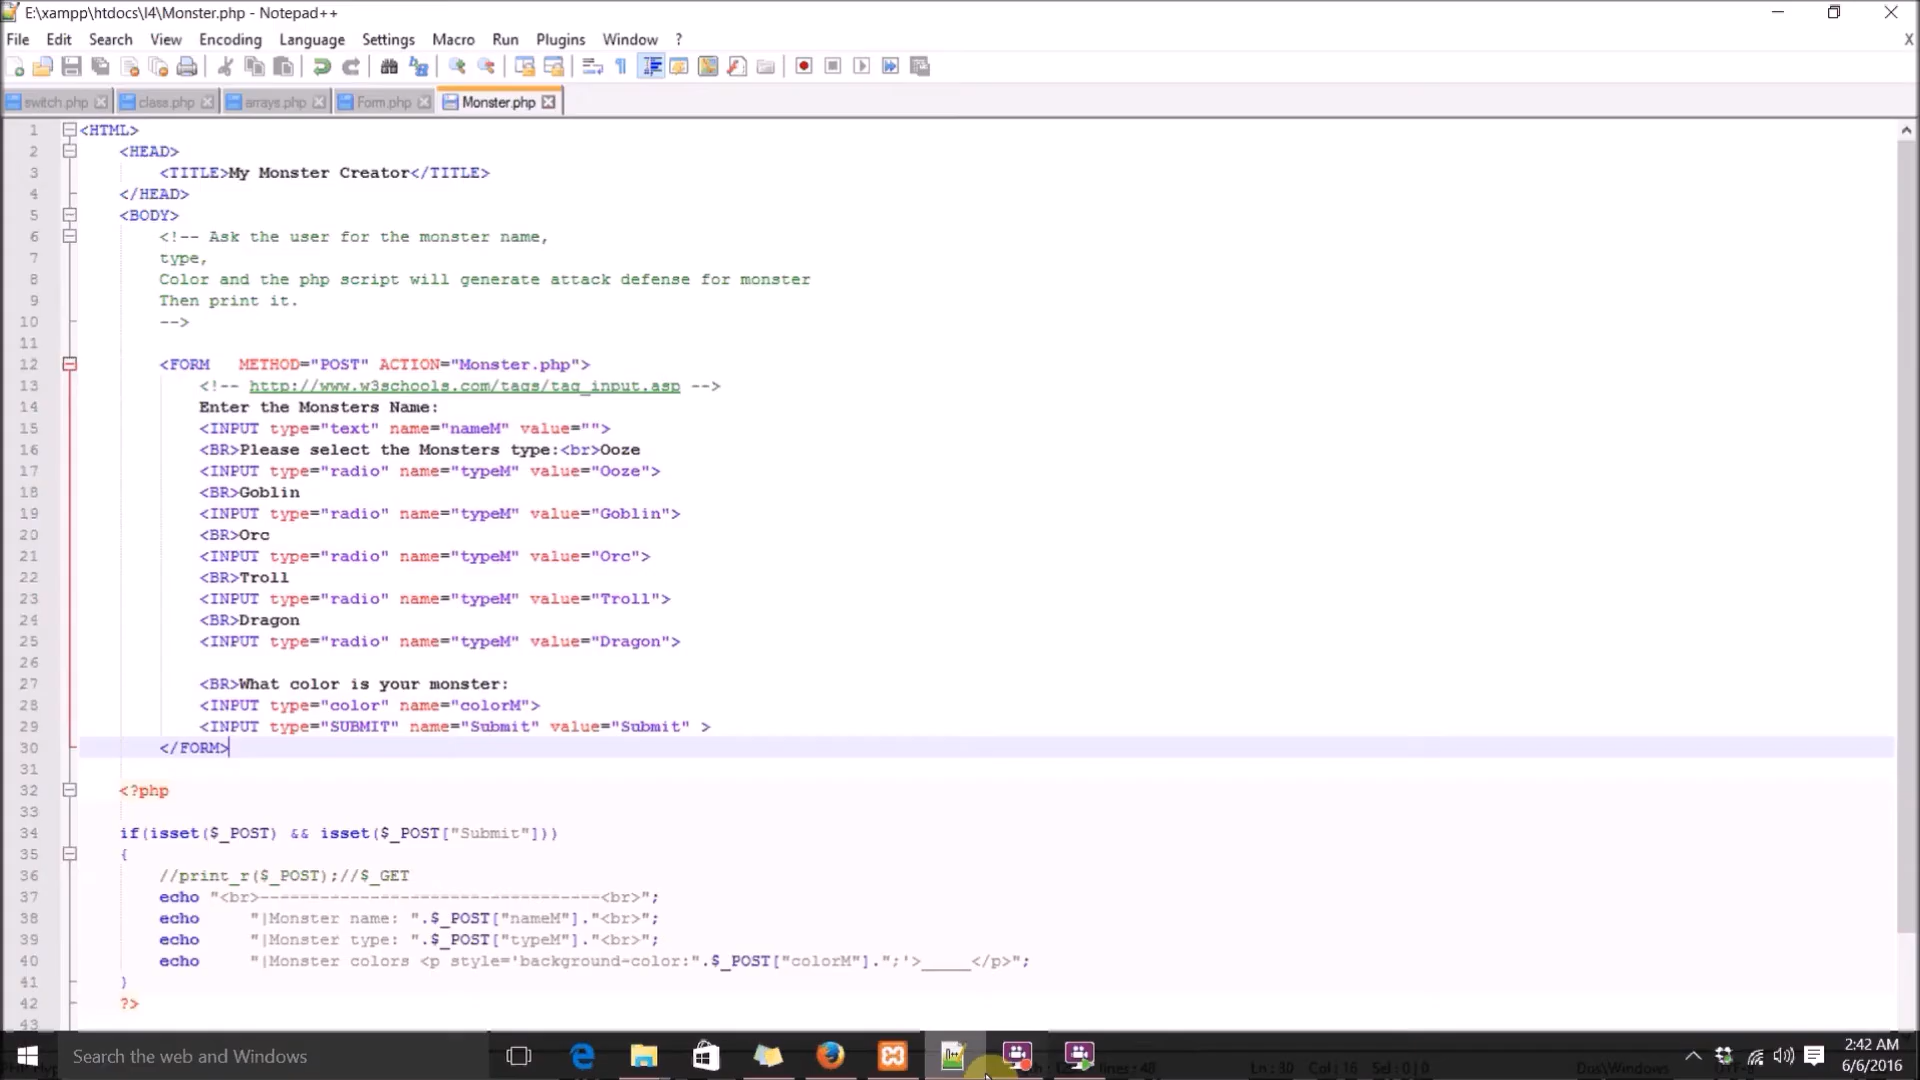 E:\xampp\htdocs\l4\Monster.php - Notepad++
File Edit Search View Encoding Language Settings Macro Run Plugins Window ?
switch.php class.php arrays.php Form.php Monster.php
1 <HTML>
2 <HEAD>
3 <TITLE>My Monster Creator</TITLE>
4 </HEAD>
5 <BODY>
6 <!-- Ask the user for the monster name,
7 type,
8 Color and the php script will generate attack defense for monster
9 Then print it.
10 -->
11
12 <FORM   METHOD="POST" ACTION="Monster.php">
13 <!-- http://www.w3schools.com/tags/tag_input.asp -->
14 Enter the Monsters Name:
15 <INPUT type="text" name="nameM" value="">
16 <BR>Please select the Monsters type:<br>Ooze
17 <INPUT type="radio" name="typeM" value="Ooze">
18 <BR>Goblin
19 <INPUT type="radio" name="typeM" value="Goblin">
20 <BR>Orc
21 <INPUT type="radio" name="typeM" value="Orc">
22 <BR>Troll
23 <INPUT type="radio" name="typeM" value="Troll">
24 <BR>Dragon
25 <INPUT type="radio" name="typeM" value="Dragon">
26
27 <BR>What color is your monster:
28 <INPUT type="color" name="colorM">
29 <INPUT type="SUBMIT" name="Submit" value="Submit" >
30 </FORM>
31
32 <?php
33
34 if(isset($_POST) && isset($_POST["Submit"]))
35 {
36 //print_r($_POST);//$_GET
37 echo "<br>----------------------------------<br>";
38 echo     "|Monster name: ".$_POST["nameM"]."<br>";
39 echo     "|Monster type: ".$_POST["typeM"]."<br>";
40 echo     "|Monster colors <p style='background-color:".$_POST["colorM"].";'>_____</p>";
41 }
42 ?>
43
Search the web and Windows
lines: 48 Ln: 30 Col: 16 Sel: 0 | 0 Dos\Windows
2:42 AM
6/6/2016